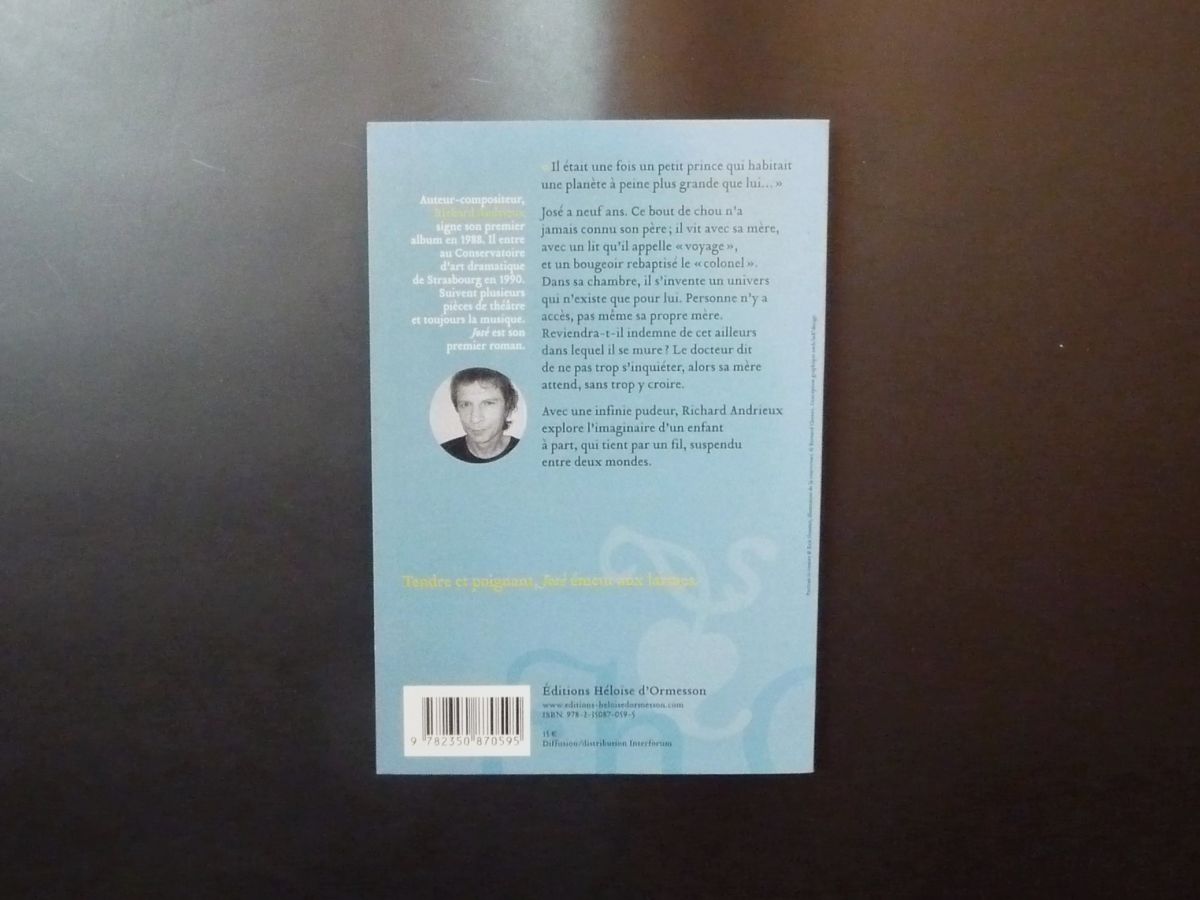 « Il était une fois un petit prince qui habitait
une planète à peine plus grande que lui... »
José a neuf ans. Ce bout de chou n'a
jamais connu son père ; il vit avec sa mère,
avec un lit qu'il appelle « voyage »,
et un bougeoir rebaptisé le « colonel ».
Dans sa chambre, il s'invente un univers
qui n'existe que pour lui. Personne n'y a
accès, pas même sa propre mère.
Reviendra-t-il indemne de cet ailleurs
dans lequel il se mure ? Le docteur dit
de ne pas trop s'inquiéter, alors sa mère
attend, sans trop y croire.
Avec une infinie pudeur, Richard Andrieux
explore l'imaginaire d'un enfant
à part, qui tient par un fil, suspendu
entre deux mondes.
Auteur-compositeur,
Richard Andrieux
signe son premier
album en 1988. Il entre
au Conservatoire
d'art dramatique
de Strasbourg en 1990.
Suivent plusieurs
pièces de théâtre
et toujours la musique.
José est son
premier roman.
Tendre et poignant, José émeut aux larmes.
Éditions Héloïse d'Ormesson
www.editions-heloisedormesson.com
ISBN 978-2-35087-059-5
15 €
Diffusion/distribution Interforum
9 782350 870595